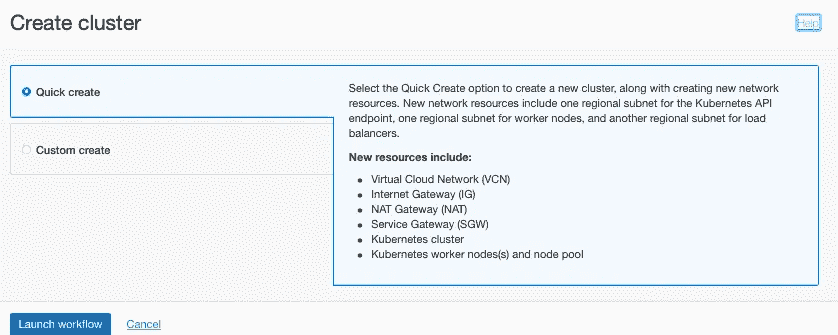 Create cluster
Help
Quick create
Custom create
Select the Quick Create option to create a new cluster, along with creating new network
resources. New network resources include one regional subnet for the Kubernetes API
endpoint, one regional subnet for worker nodes, and another regional subnet for load
balancers.
New resources include:
Virtual Cloud Network (VCN)
Internet Gateway (IG)
NAT Gateway (NAT)
Service Gateway (SGW)
Kubernetes cluster
Kubernetes worker nodes(s) and node pool
Launch workflow
Cancel